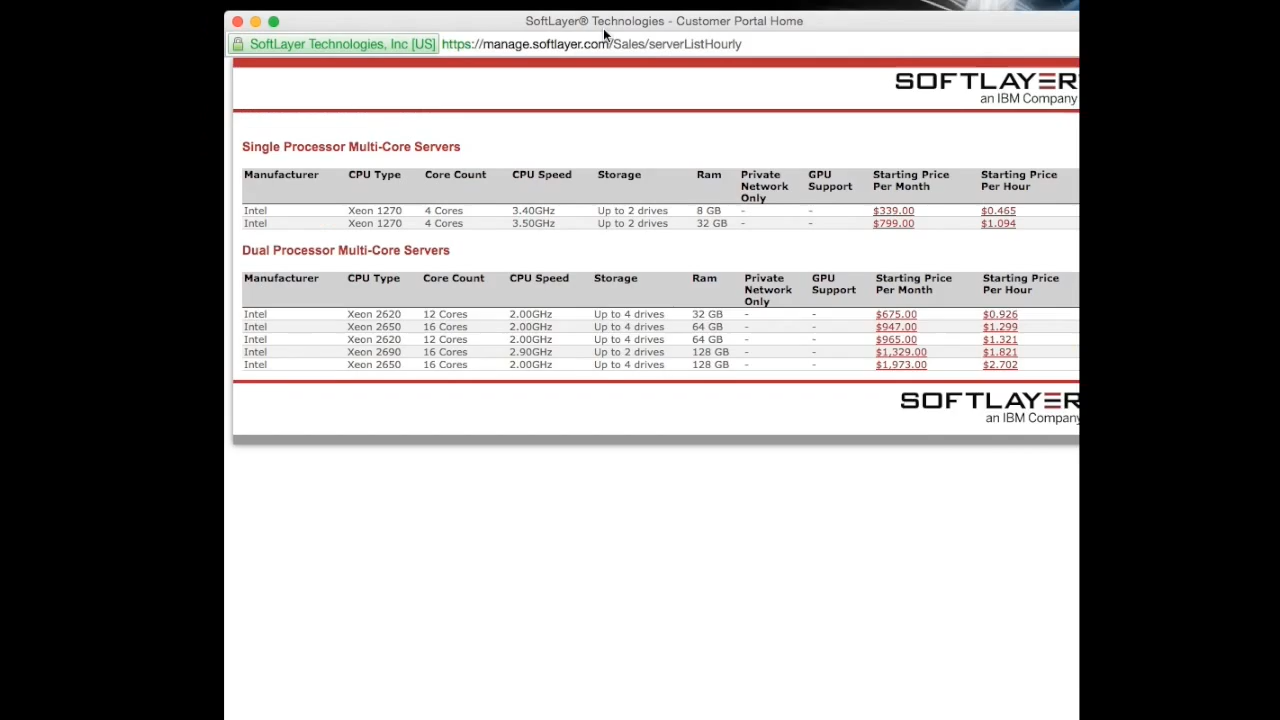 SoftLayer® Technologies - Customer Portal Home
SoftLayer Technologies, Inc [US] https://manage.softlayer.com/Sales/serverListHourly
SOFTLAYER
an IBM Company
Single Processor Multi-Core Servers
Manufacturer CPU Type Core Count CPU Speed Storage Ram Private Network Only GPU Support Starting Price Per Month Starting Price Per Hour
Intel Xeon 1270 4 Cores 3.40GHz Up to 2 drives 8 GB - - $339.00 $0.465
Intel Xeon 1270 4 Cores 3.50GHz Up to 2 drives 32 GB - - $799.00 $1.094
Dual Processor Multi-Core Servers
Manufacturer CPU Type Core Count CPU Speed Storage Ram Private Network Only GPU Support Starting Price Per Month Starting Price Per Hour
Intel Xeon 2620 12 Cores 2.00GHz Up to 4 drives 32 GB - - $675.00 $0.926
Intel Xeon 2650 16 Cores 2.00GHz Up to 4 drives 64 GB - - $947.00 $1.299
Intel Xeon 2620 12 Cores 2.00GHz Up to 4 drives 64 GB - - $965.00 $1.321
Intel Xeon 2690 16 Cores 2.90GHz Up to 2 drives 128 GB - - $1,329.00 $1.821
Intel Xeon 2650 16 Cores 2.00GHz Up to 4 drives 128 GB - - $1,973.00 $2.702
SOFTLAYER
an IBM Company